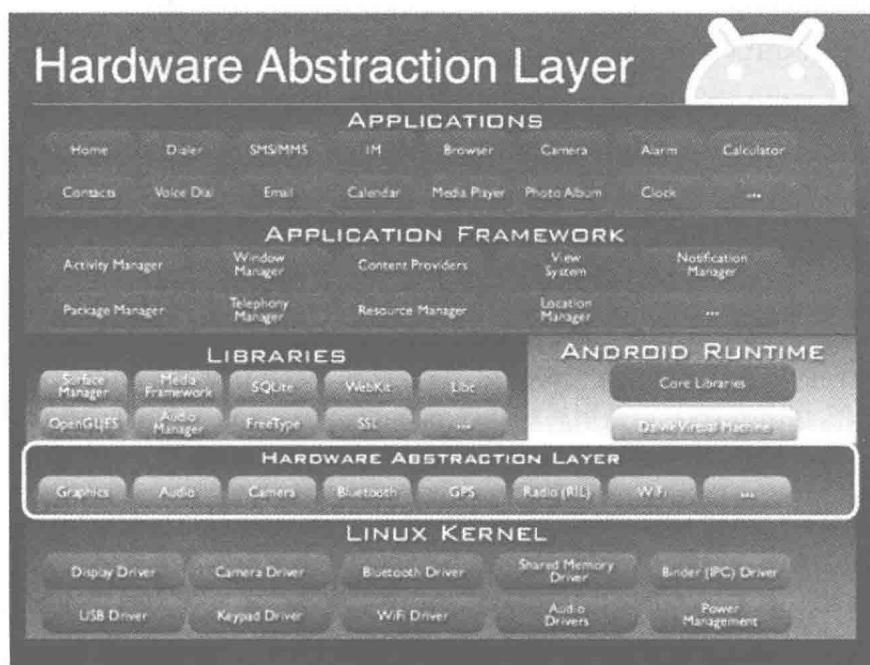 Hardware Abstraction Layer
APPLICATIONS
Home Dialer SMS/MMS IM Browser Camera Alarm Calculator
Contacts Voice Dial Email Calendar Media Player Photo Album Clock ...
APPLICATION FRAMEWORK
Activity Manager Window Manager Content Providers View System Notification Manager
Package Manager Telephony Manager Resource Manager Location Manager ...
LIBRARIES
Surface Manager Media Framework SQLite WebKit Libc
OpenGL|ES Audio Manager FreeType SSL ...
ANDROID RUNTIME
Core Libraries
Dalvik Virtual Machine
HARDWARE ABSTRACTION LAYER
Graphics Audio Camera Bluetooth GPS Radio (RIL) WiFi ...
LINUX KERNEL
Display Driver Camera Driver Bluetooth Driver Shared Memory Driver Binder (IPC) Driver
USB Driver Keypad Driver WiFi Driver Audio Drivers Power Management